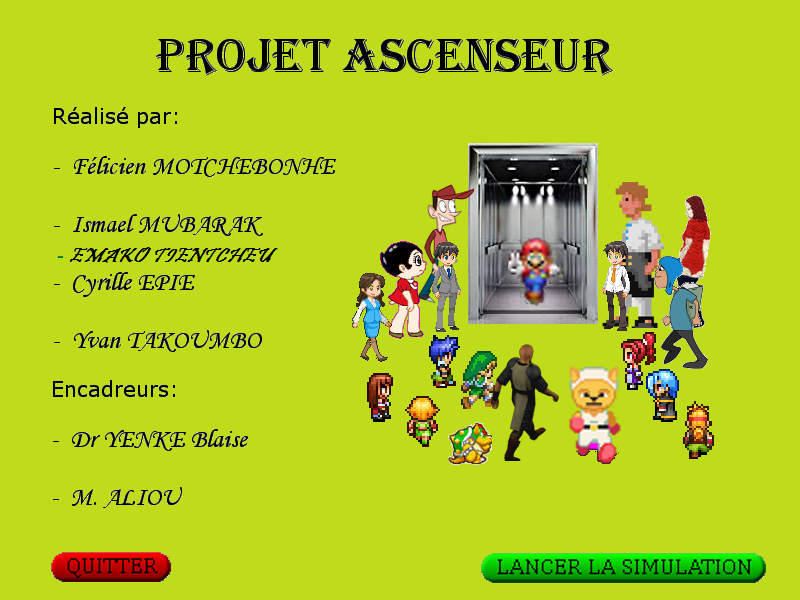 PROJET ASCENSEUR
Réalisé par:
- Félicien MOTCHEBONHE
- Ismael MUBARAK
- EMAKO TIENTCHEU
- Cyrille EPIE
- Yvan TAKOUMBO
Encadreurs:
- Dr YENKE Blaise
- M. ALIOU
QUITTER
LANCER LA SIMULATION